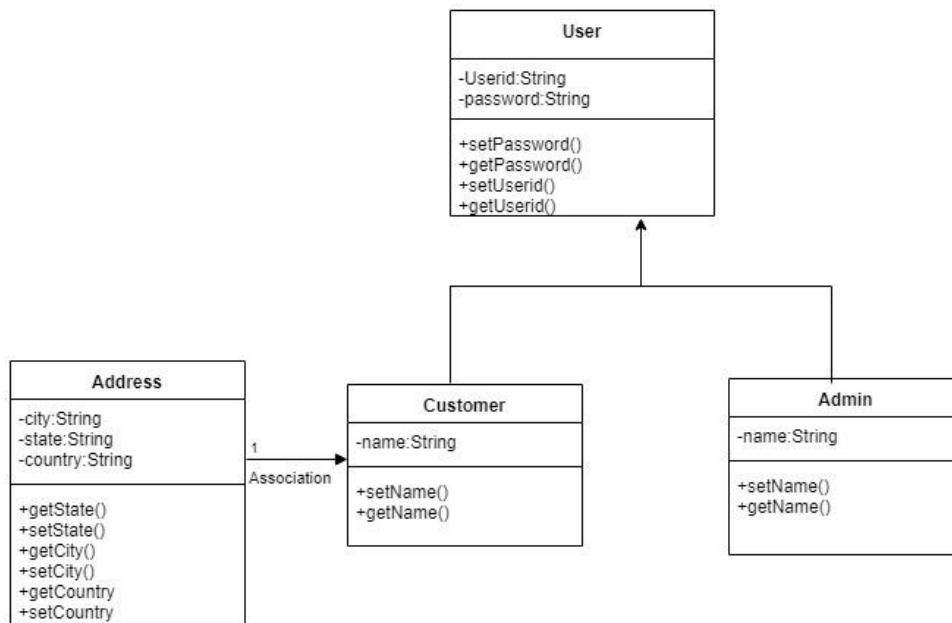 User
-Userid:String
-password:String
+setPassword()
+getPassword()
+setUserid()
+getUserid()
Address
-city:String
-state:String
-country:String
+getState()
+setState()
+getCity()
+setCity()
+getCountry
+setCountry
1
Association
Customer
-name:String
+setName()
+getName()
Admin
-name:String
+setName()
+getName()